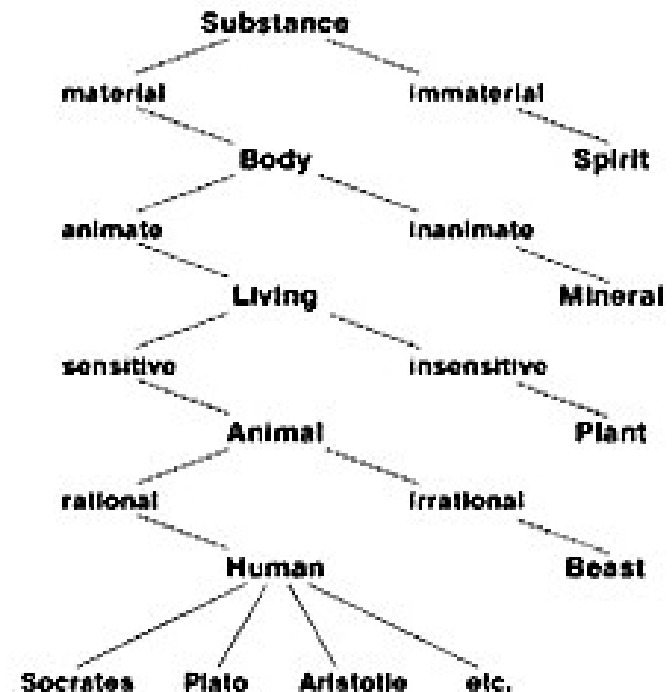 Substance
material immaterial
Body Spirit
animate inanimate
Living Mineral
sensitive insensitive
Animal Plant
rational irrational
Human Beast
Socrates Plato Aristotle etc.